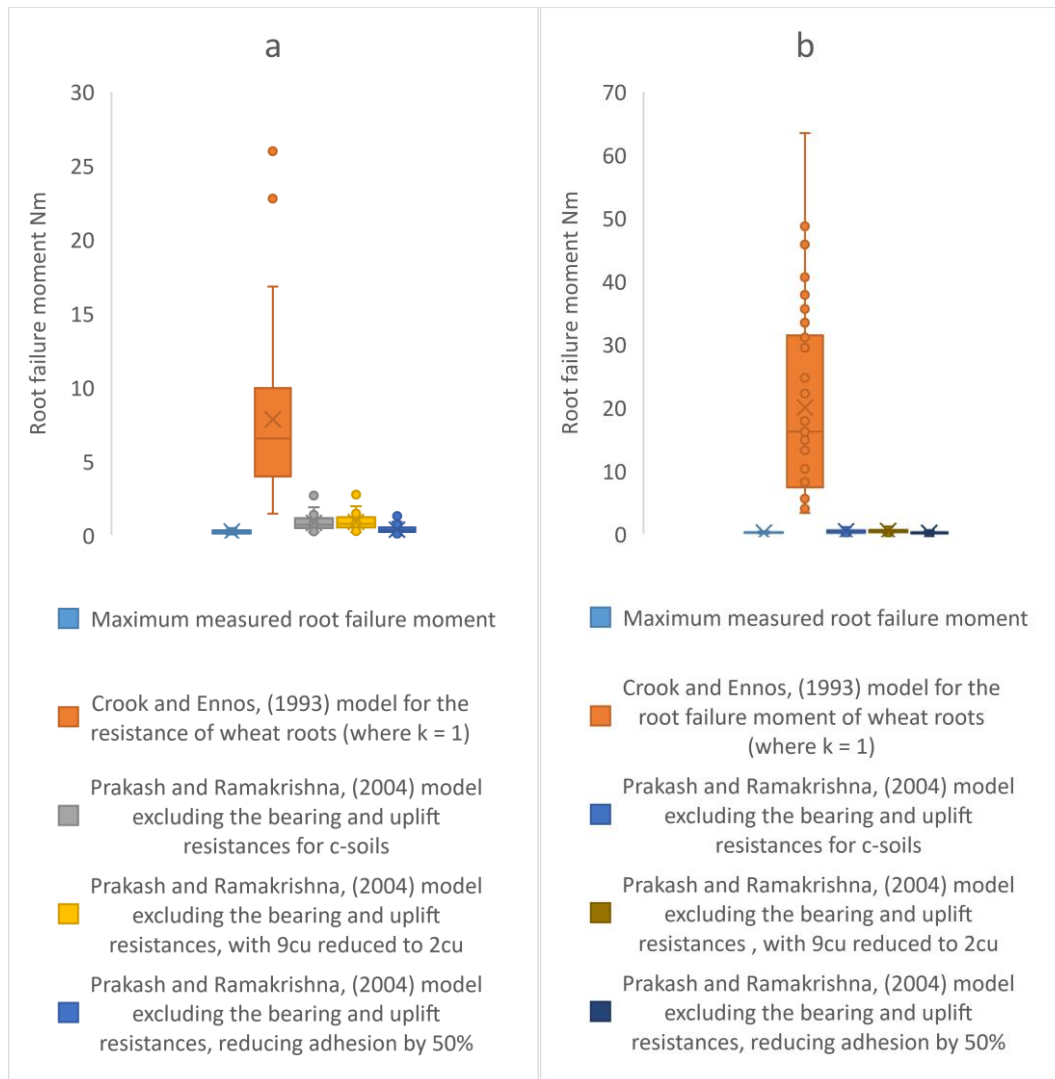 a
30
25
20
15
10
5
0
Root failure moment Nm
Maximum measured root failure moment
Crook and Ennos, (1993) model for the
resistance of wheat roots (where k = 1)
Prakash and Ramakrishna, (2004) model
excluding the bearing and uplift
resistances for c-soils
Prakash and Ramakrishna, (2004) model
excluding the bearing and uplift
resistances, with 9cu reduced to 2cu
Prakash and Ramakrishna, (2004) model
excluding the bearing and uplift
resistances, reducing adhesion by 50%
b
70
60
50
40
30
20
10
0
Root failure moment Nm
Maximum measured root failure moment
Crook and Ennos, (1993) model for the
root failure moment of wheat roots
(where k = 1)
Prakash and Ramakrishna, (2004) model
excluding the bearing and uplift
resistances for c-soils
Prakash and Ramakrishna, (2004) model
excluding the bearing and uplift
resistances , with 9cu reduced to 2cu
Prakash and Ramakrishna, (2004) model
excluding the bearing and uplift
resistances, reducing adhesion by 50%